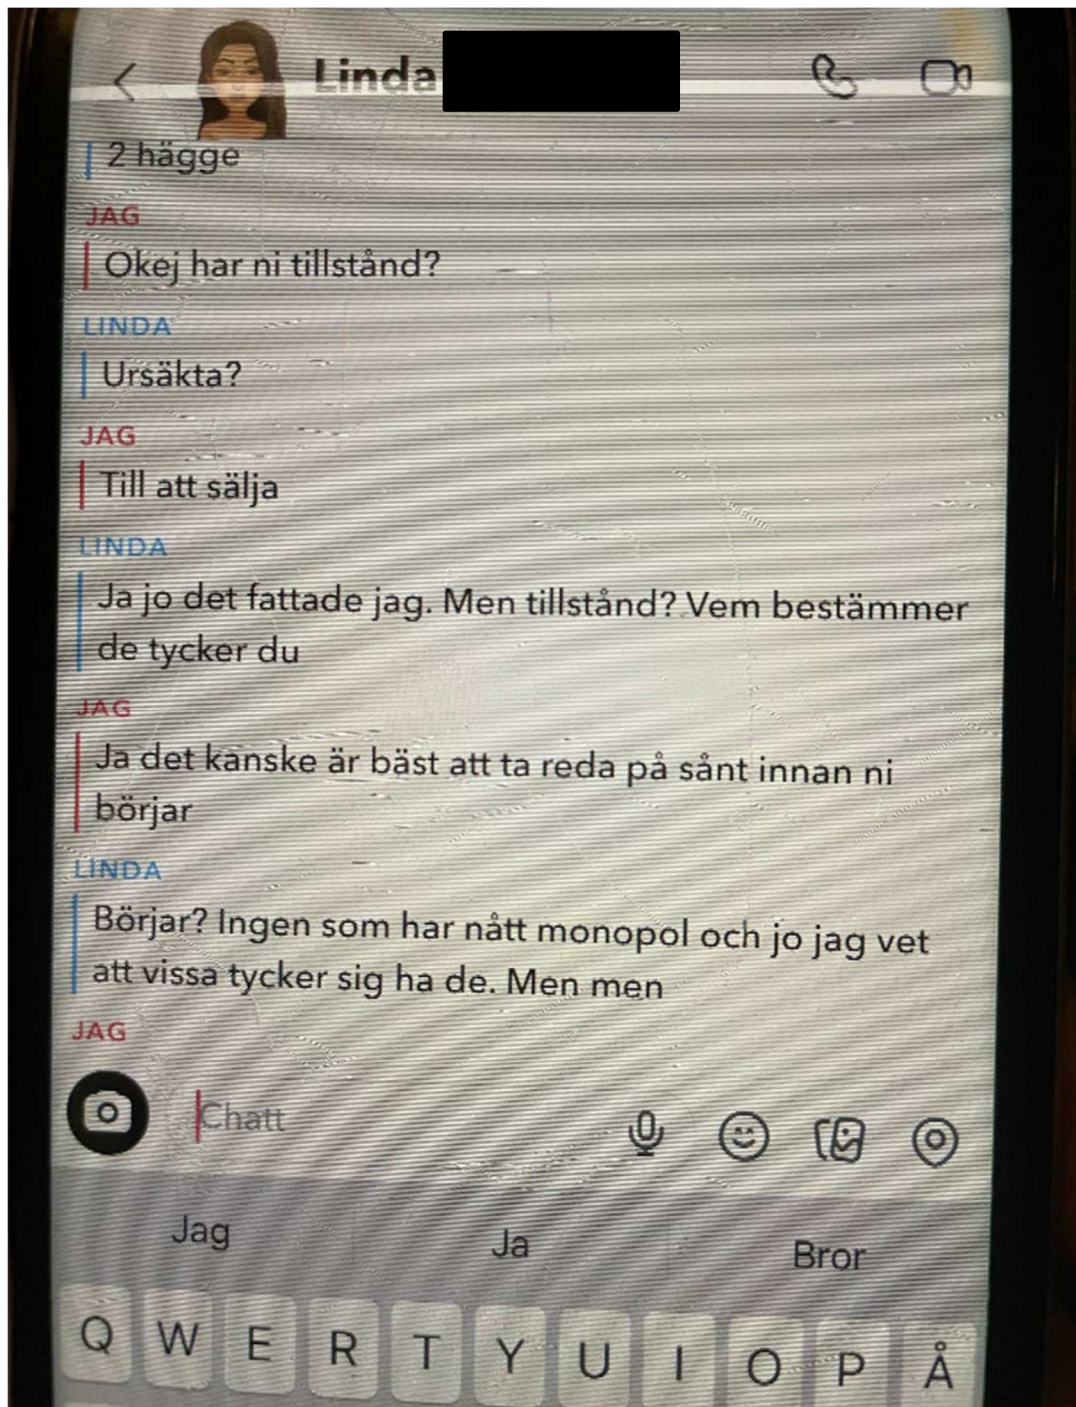 Linda
2 hägge
JAG
Okej har ni tillstånd?
LINDA
Ursäkta?
JAG
Till att sälja
LINDA
Ja jo det fattade jag. Men tillstånd? Vem bestämmer
de tycker du
JAG
Ja det kanske är bäst att ta reda på sånt innan ni
börjar
LINDA
Börjar? Ingen som har nått monopol och jo jag vet
att vissa tycker sig ha de. Men men
JAG
Chatt
Jag Ja Bror
Q W E R T Y U I O P Å